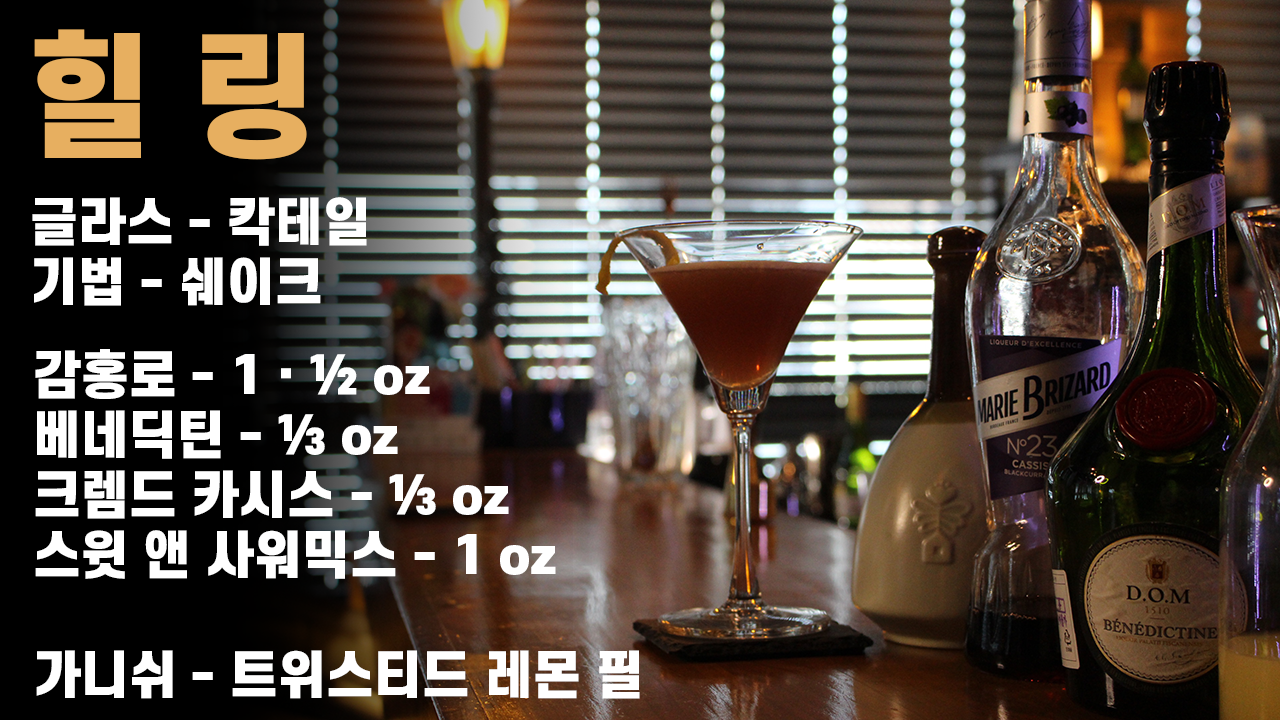 힐링
글라스 - 칵테일
기법 - 쉐이크
감홍로 - 1 · ½ oz
베네딕틴 - ⅓ oz
크렘드 카시스 - ⅓ oz
스윗 앤 사워믹스 - 1 oz
가니쉬 - 트위스티드 레몬 필
LIQUEUR D'EXCELLENCE
MARIE BRIZARD
No23
CASSIS
D.O.M
D.O.M
1510
BÉNÉDICTINE